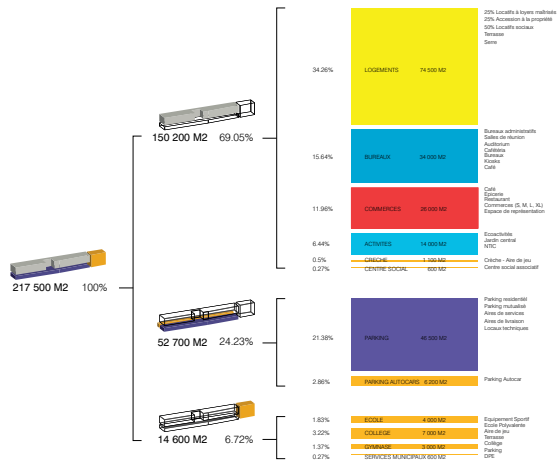 25% Locatifs à loyers maîtrisés
25% Accession à la propriété
50% Locatifs sociaux
Terrasse
Serre
34.26% LOGEMENTS 74 500 M2
150 200 M2 69.05%
Bureaux administratifs
Salles de réunion
Auditorium
Cafétéria
Bureaux
Kiosks
Café
15.64% BUREAUX 34 000 M2
Café
Epicerie
Restaurant
Commerces (S, M, L, XL)
Espace de représentation
11.96% COMMERCES 26 000 M2
Ecoactivités
Jardin central
NTIC
6.44% ACTIVITES 14 000 M2
0.5% CRECHE 1 100 M2 Crèche - Aire de jeu
0.27% CENTRE SOCIAL 600 M2 Centre social associatif
217 500 M2 100%
Parking residentiel
Parking mutualisé
Aires de services
Aires de livraison
Locaux techniques
52 700 M2 24.23%
21.38% PARKING 46 500 M2
2.86% PARKING AUTOCARS 6 200 M2 Parking Autocat
14 600 M2 6.72%
1.83% ECOLE 4 000 M2 Equipement Sportif
Ecole Polyvalente
3.22% COLLEGE 7 000 M2 Aire de jeu
Terrasse
1.37% GYMNASE 3 000 M2 Collège
Parking
0.27% SERVICES MUNICIPAUX 600 M2 DPE